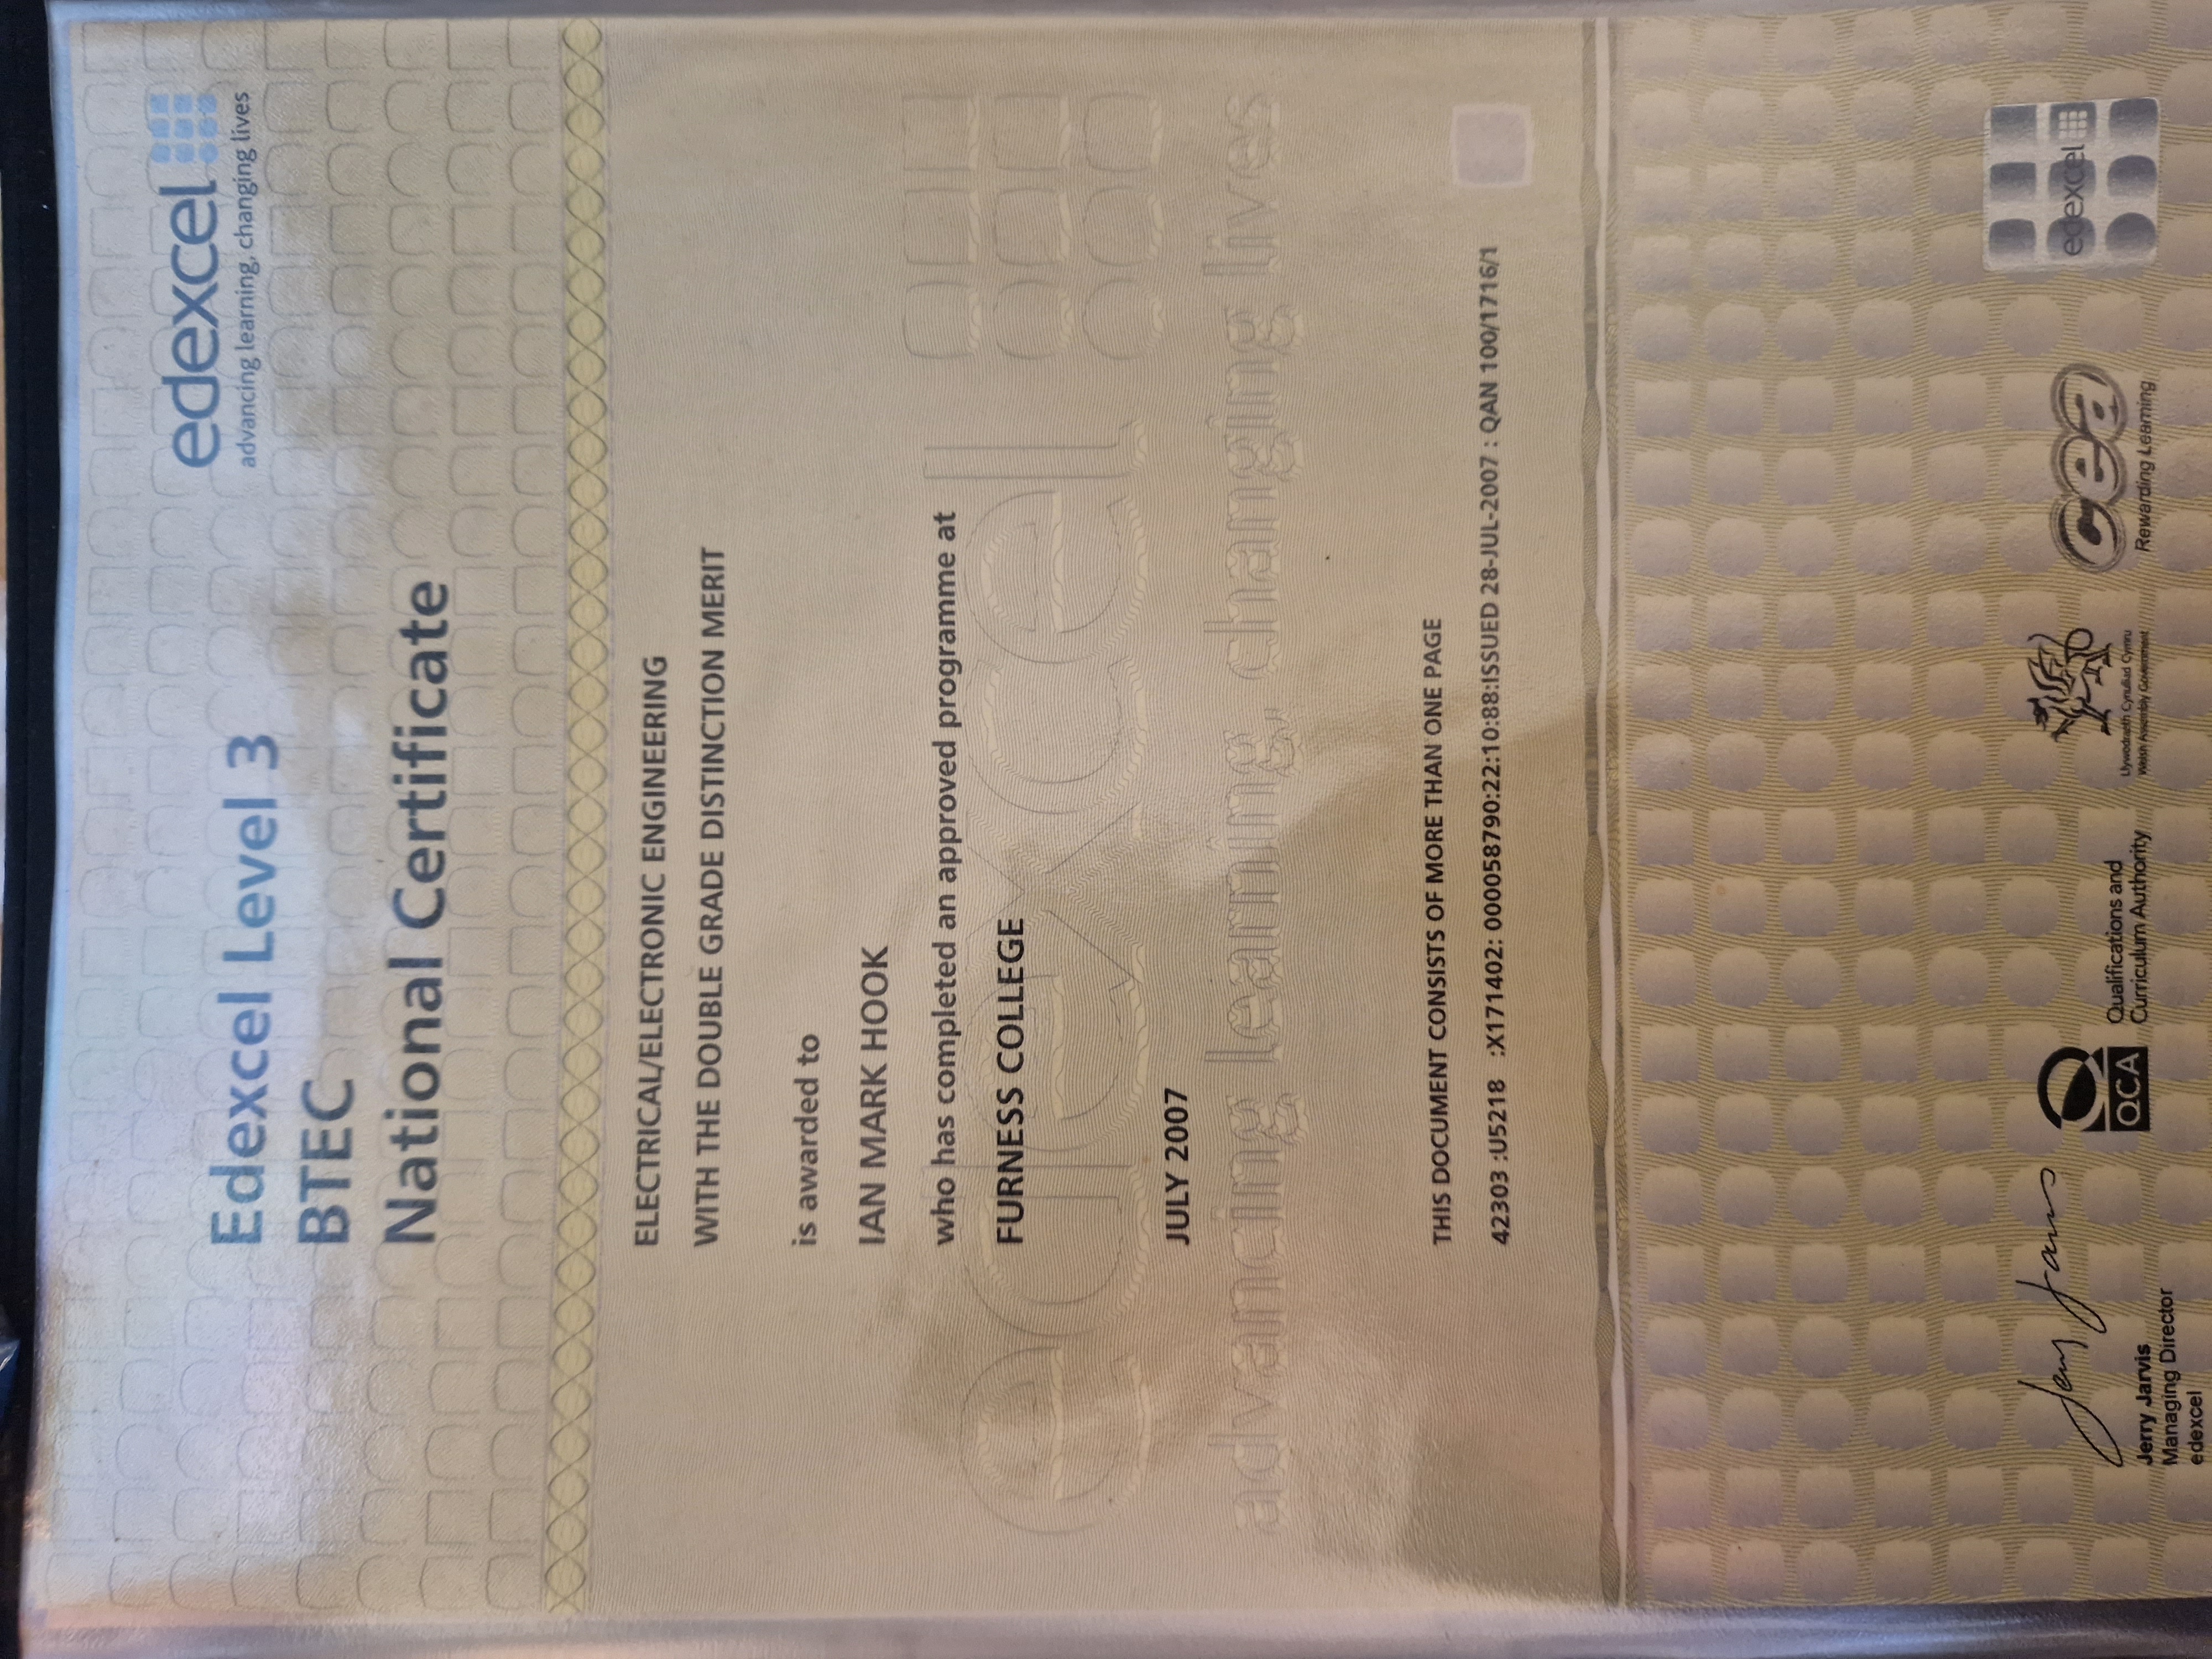 edexcel
advancing learning, changing lives
Edexcel Level 3
BTEC
National Certificate
ELECTRICAL/ELECTRONIC ENGINEERING
WITH THE DOUBLE GRADE DISTINCTION MERIT
is awarded to
IAN MARK HOOK
who has completed an approved programme at
FURNESS COLLEGE
edexcel
JULY 2007
advancing learning, changing lives
THIS DOCUMENT CONSISTS OF MORE THAN ONE PAGE
42303 :U5218 :X171402: 000058790:22:10:88:ISSUED 28-JUL-2007 : QAN 100/1716/1
Jerry Jarvis
Jerry Jarvis
Managing Director
edexcel
QCA
Qualifications and
Curriculum Authority
Llywodraeth Cynulliad Cymru
Welsh Assembly Government
cea
Rewarding Learning
edexcel